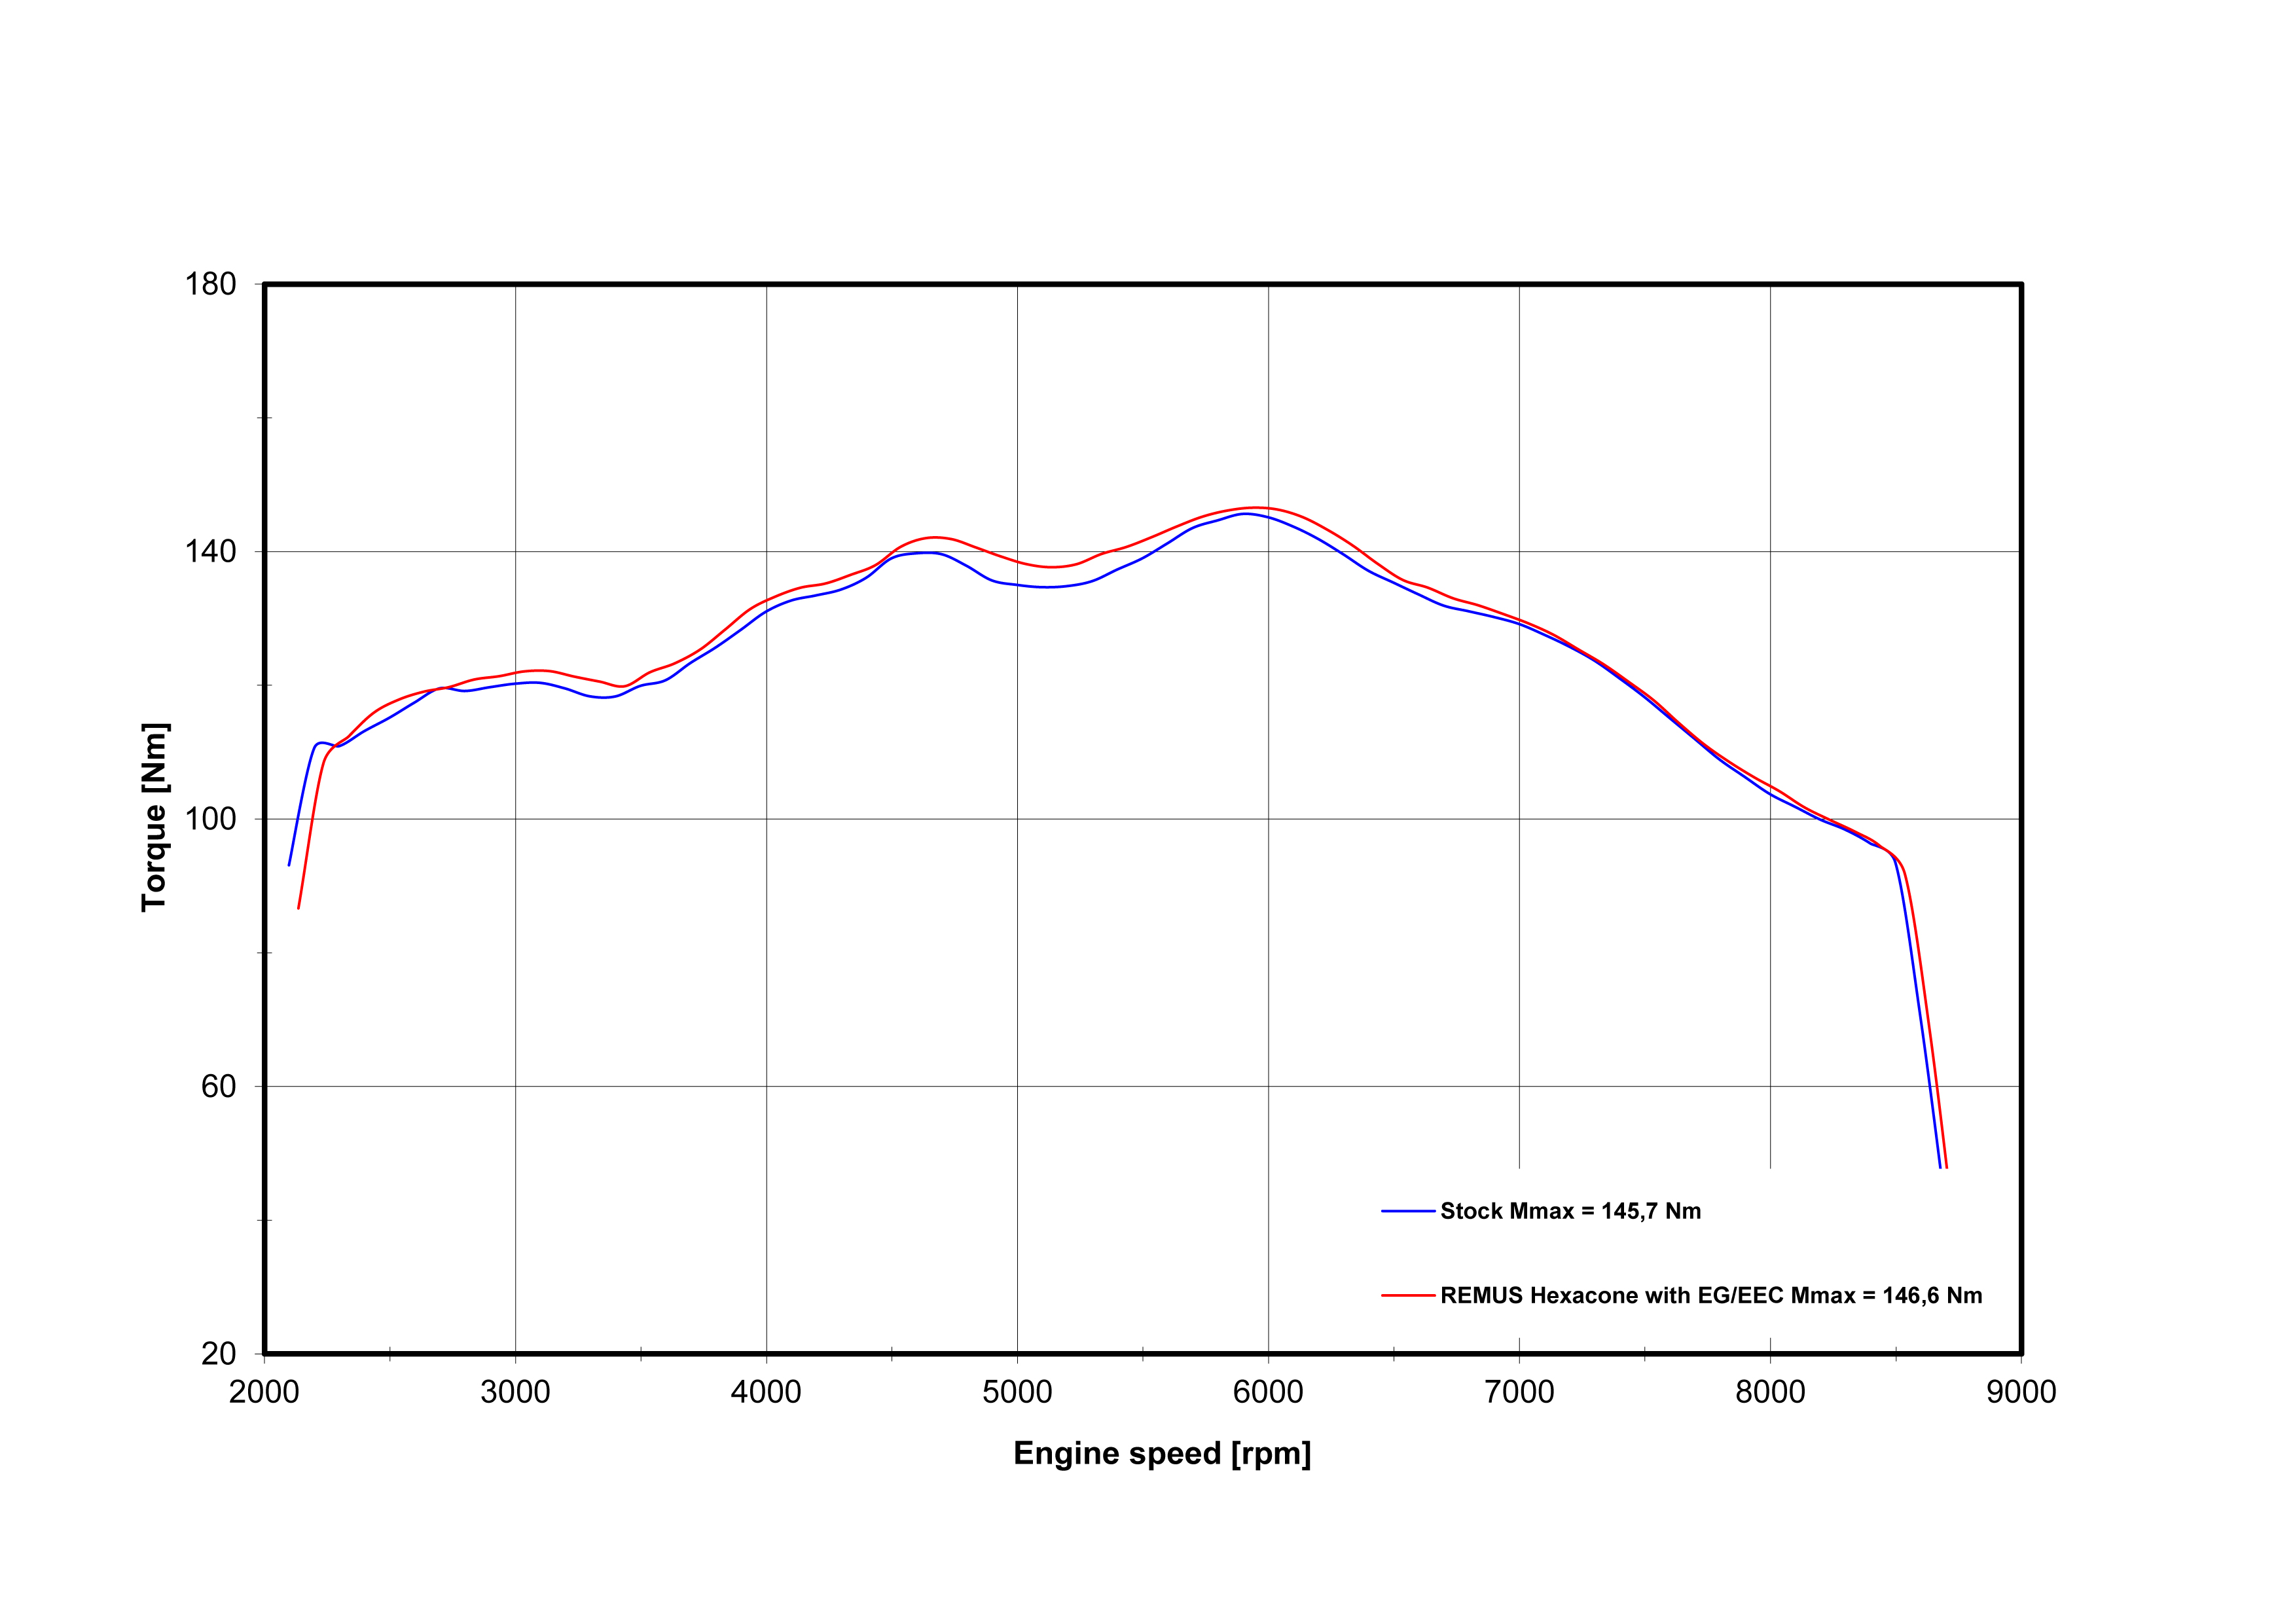 180
140
100
60
20
Torque [Nm]
2000 3000 4000 5000 6000 7000 8000 9000
Engine speed [rpm]
Stock Mmax = 145,7 Nm
REMUS Hexacone with EG/EEC Mmax = 146,6 Nm